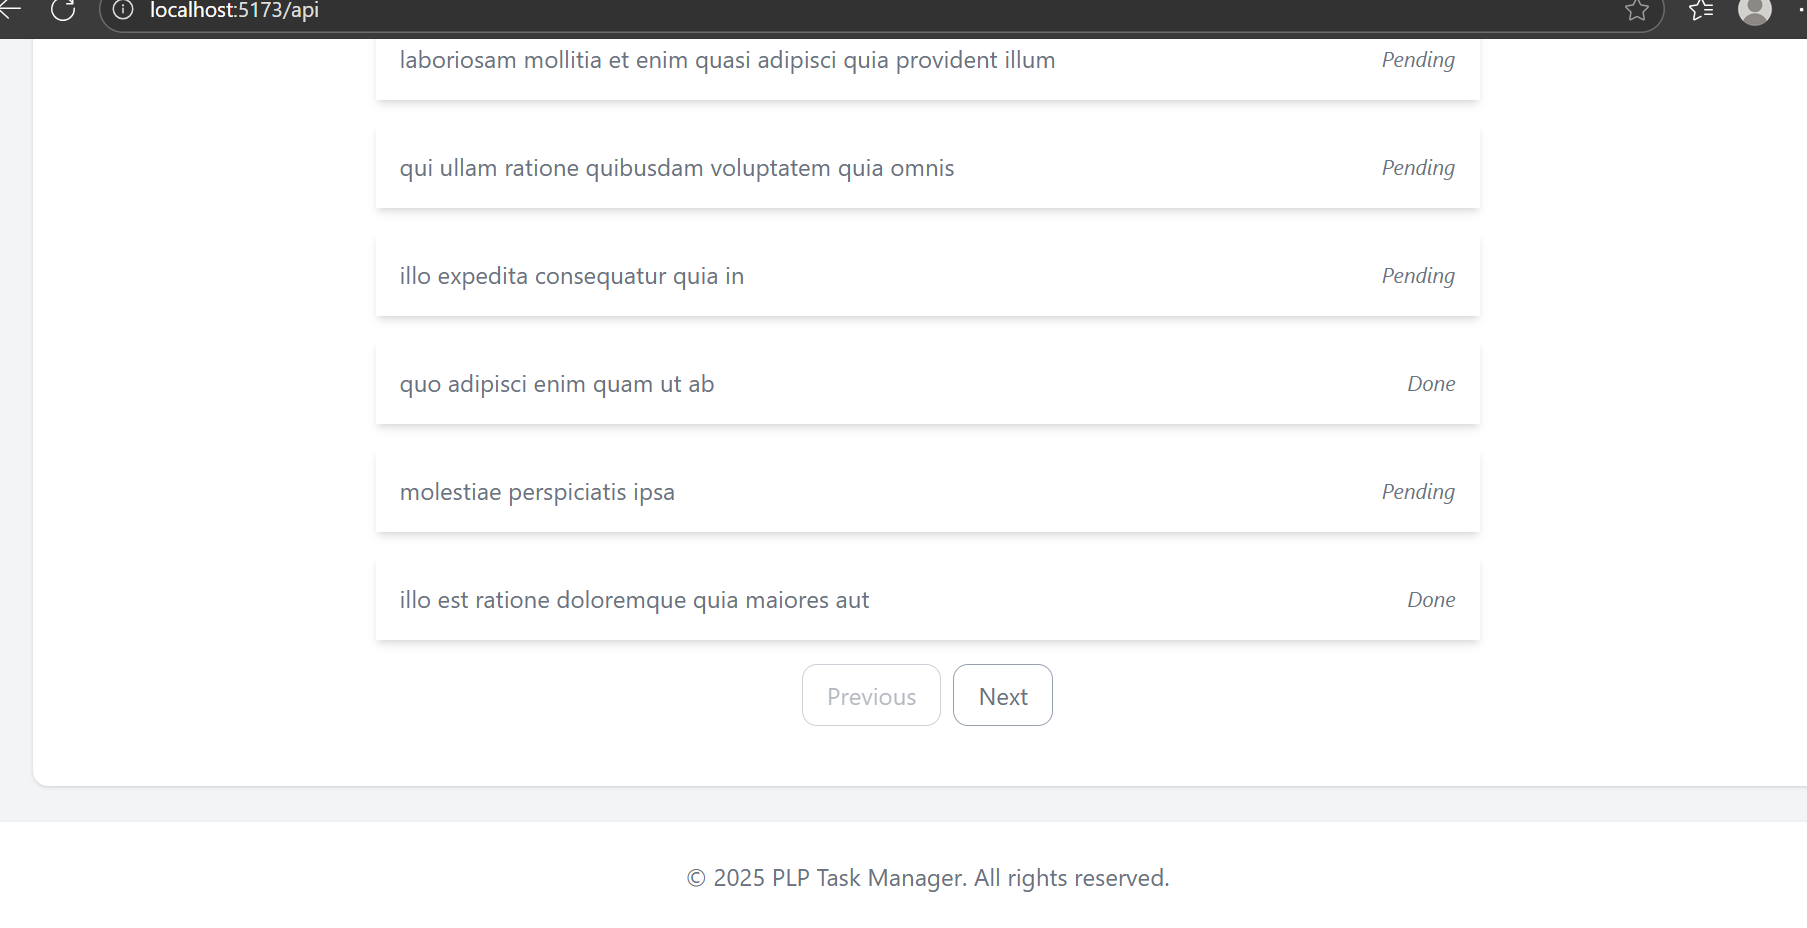 localhost:5173/api
laboriosam mollitia et enim quasi adipisci quia provident illum Pending
qui ullam ratione quibusdam voluptatem quia omnis Pending
illo expedita consequatur quia in Pending
quo adipisci enim quam ut ab Done
molestiae perspiciatis ipsa Pending
illo est ratione doloremque quia maiores aut Done
Previous Next
© 2025 PLP Task Manager. All rights reserved.